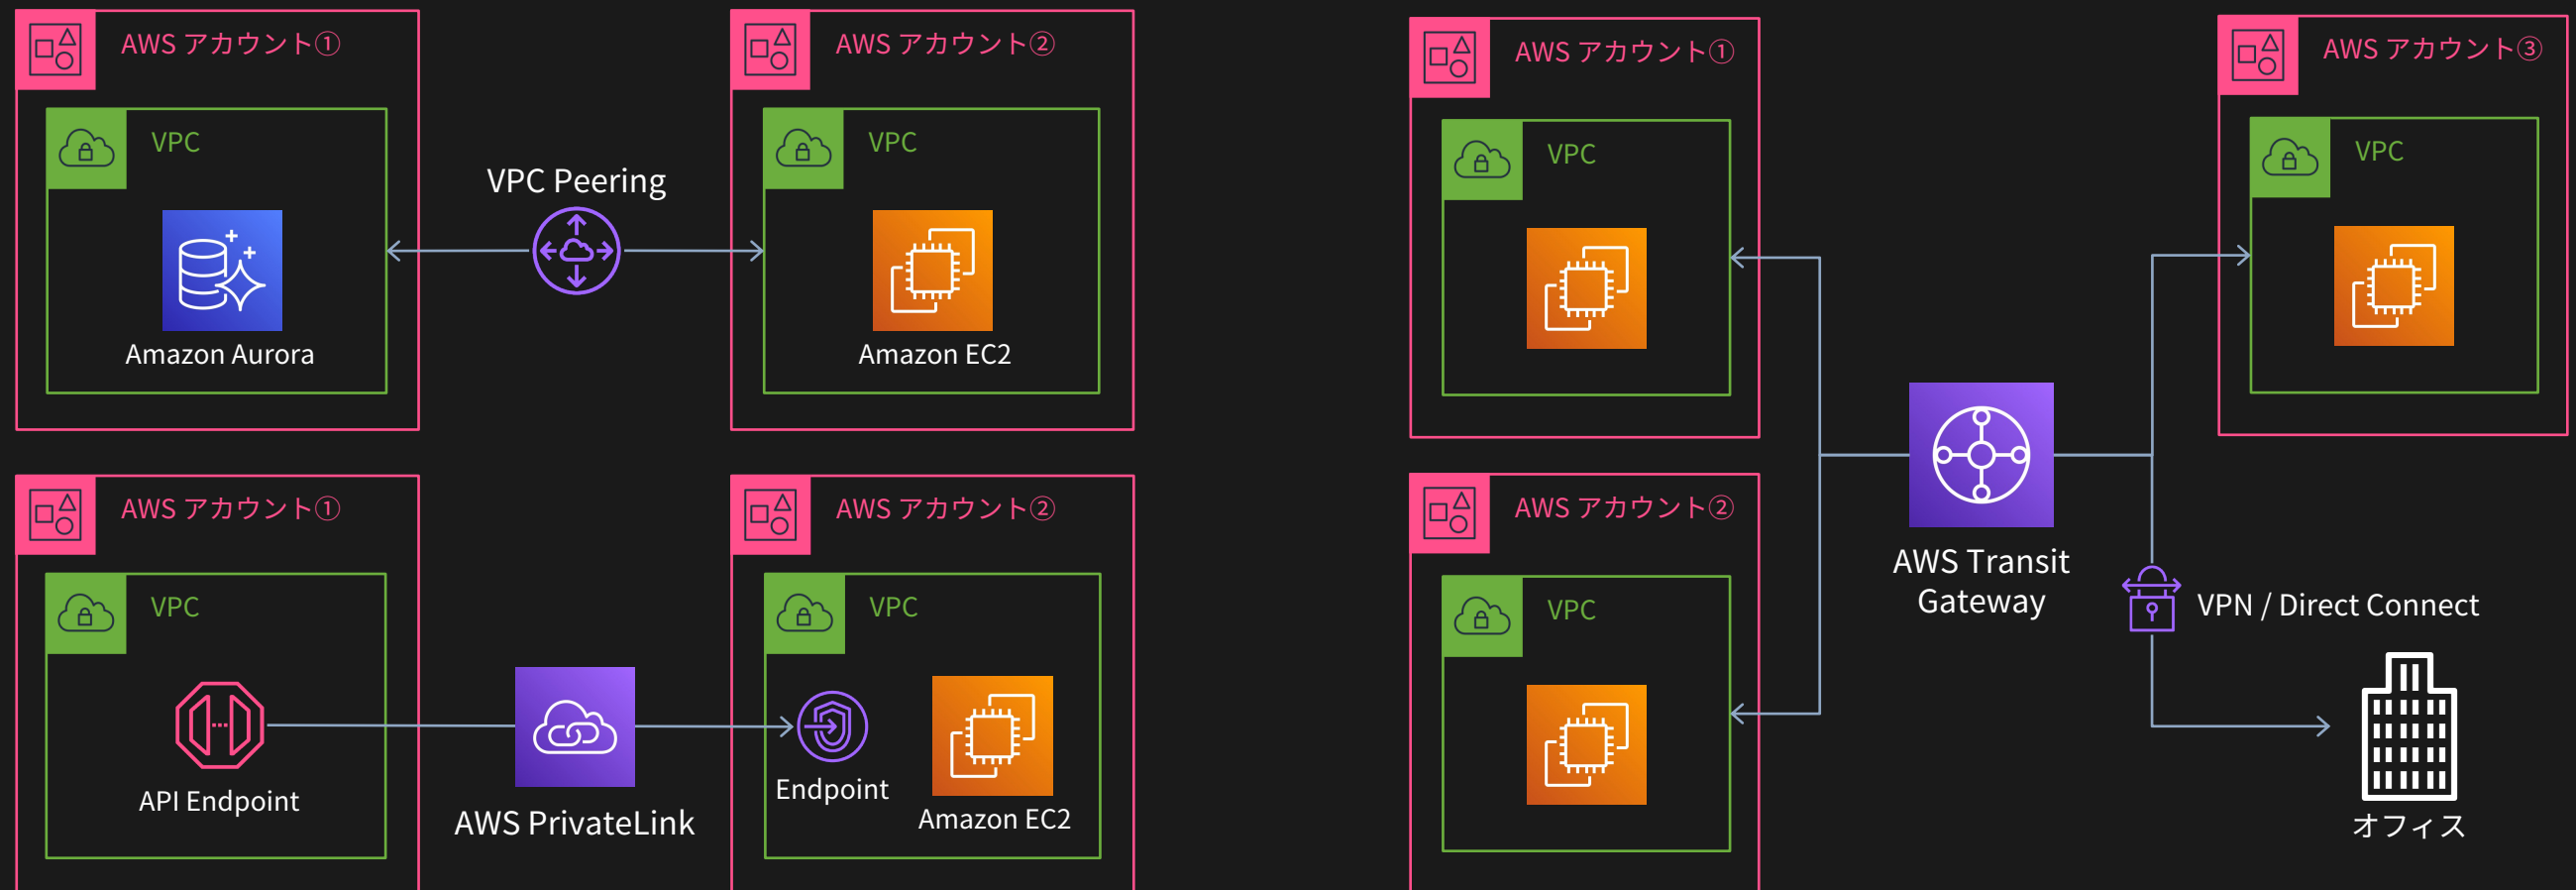 AWS アカウント①
VPC
Amazon Aurora
VPC Peering
AWS アカウント②
VPC
Amazon EC2
AWS アカウント①
VPC
API Endpoint
AWS PrivateLink
AWS アカウント②
VPC
Endpoint
Amazon EC2
AWS アカウント①
VPC
AWS アカウント②
VPC
AWS Transit
Gateway
AWS アカウント③
VPC
VPN / Direct Connect
オフィス